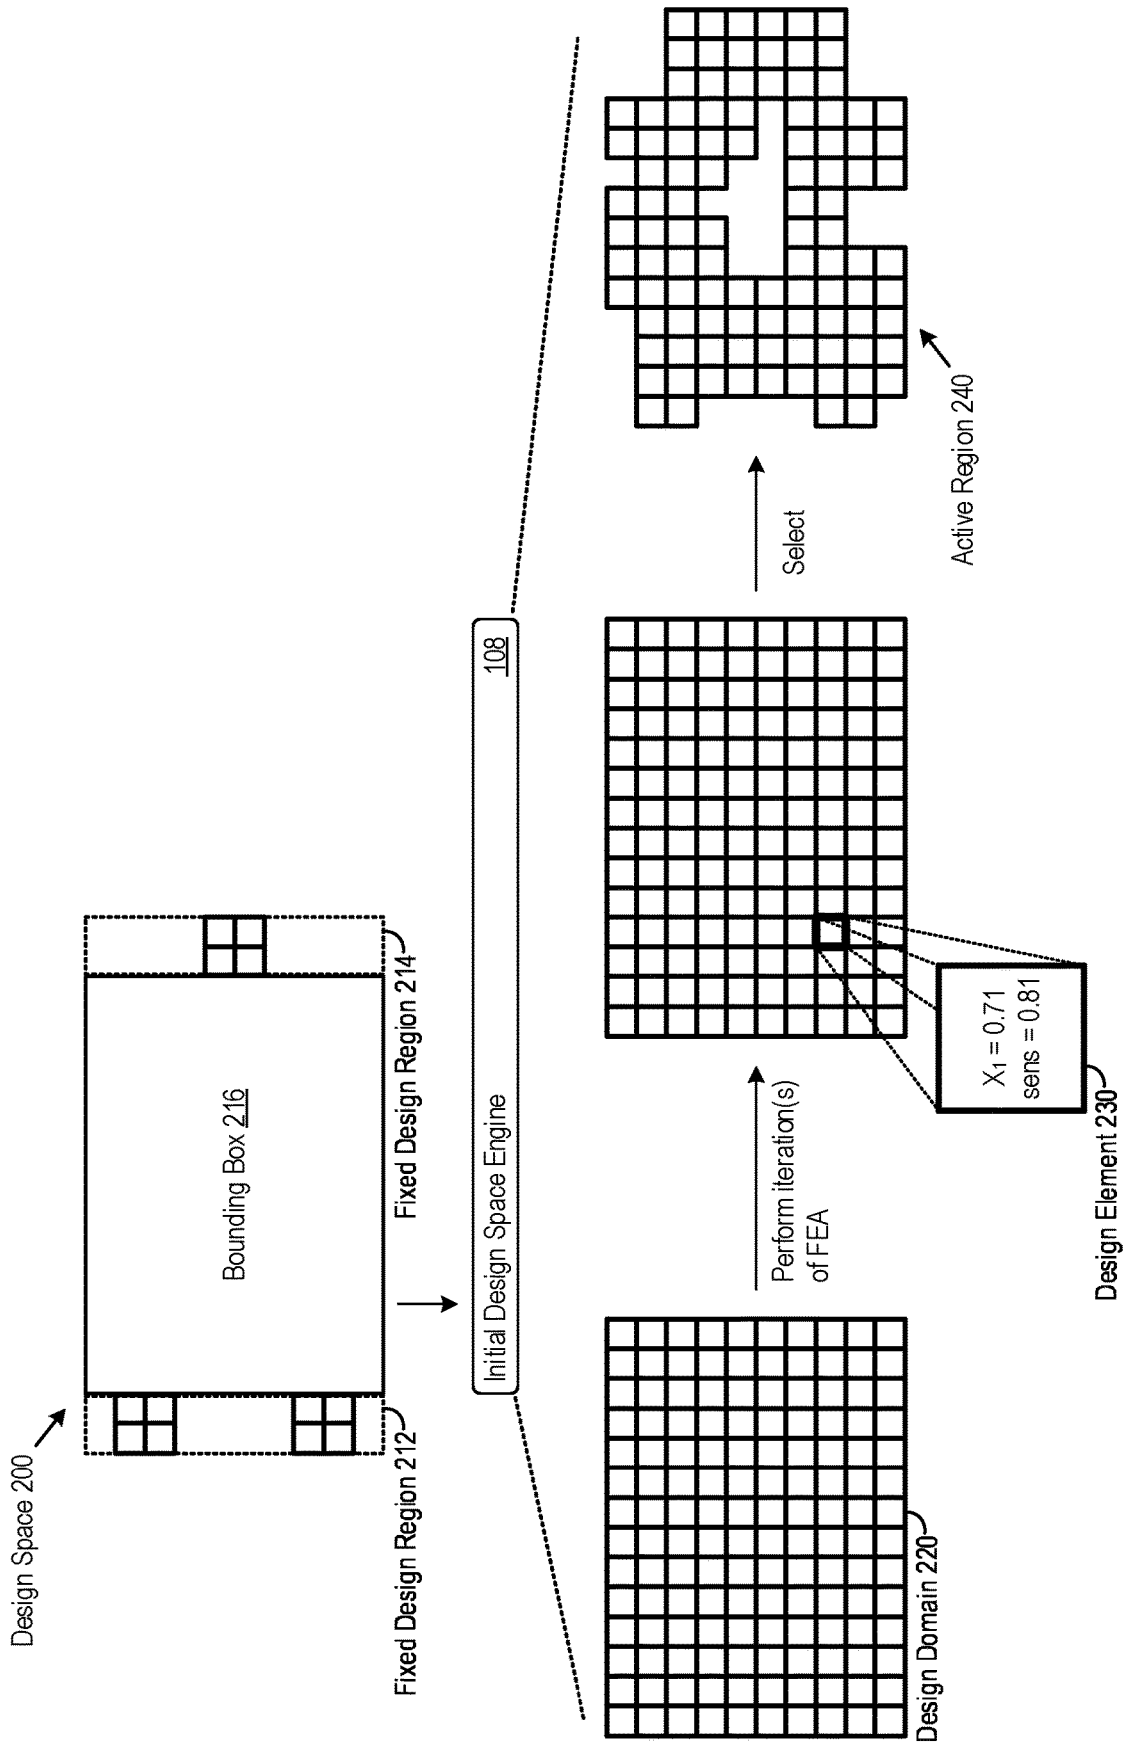 Design Space 200
Bounding Box 216
Fixed Design Region 212
Fixed Design Region 214
Initial Design Space Engine
108
Design Domain 220
Perform iteration(s)
of FEA
X1 = 0.71
sens = 0.81
Design Element 230
Select
Active Region 240